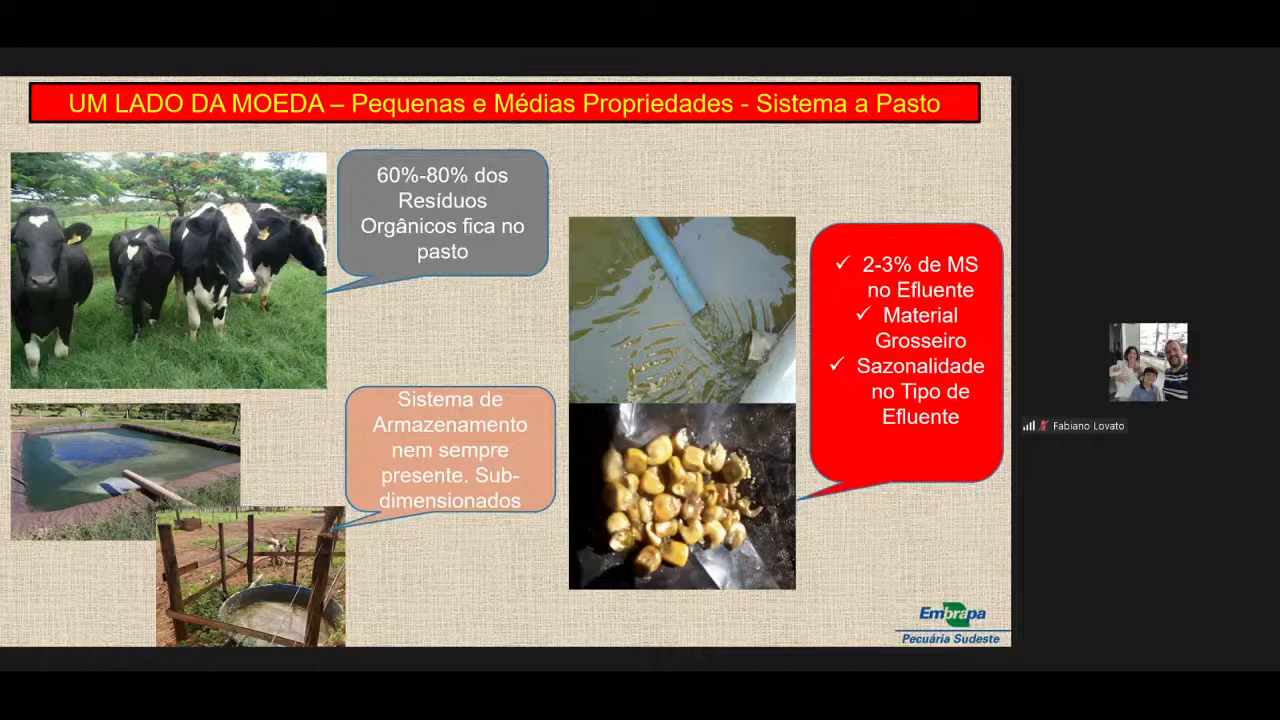 UM LADO DA MOEDA – Pequenas e Médias Propriedades - Sistema a Pasto
60%-80% dos
Resíduos
Orgânicos fica no
pasto
Sistema de
Armazenamento
nem sempre
presente. Sub-
dimensionados
✓ 2-3% de MS
no Efluente
✓ Material
Grosseiro
✓ Sazonalidade
no Tipo de
Efluente
Fabiano Lovato
Embrapa
Pecuária Sudeste